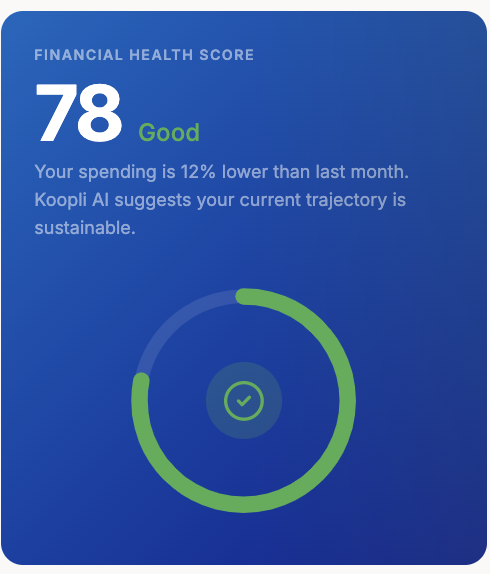 FINANCIAL HEALTH SCORE
78 Good
Your spending is 12% lower than last month.
Koopli AI suggests your current trajectory is
sustainable.